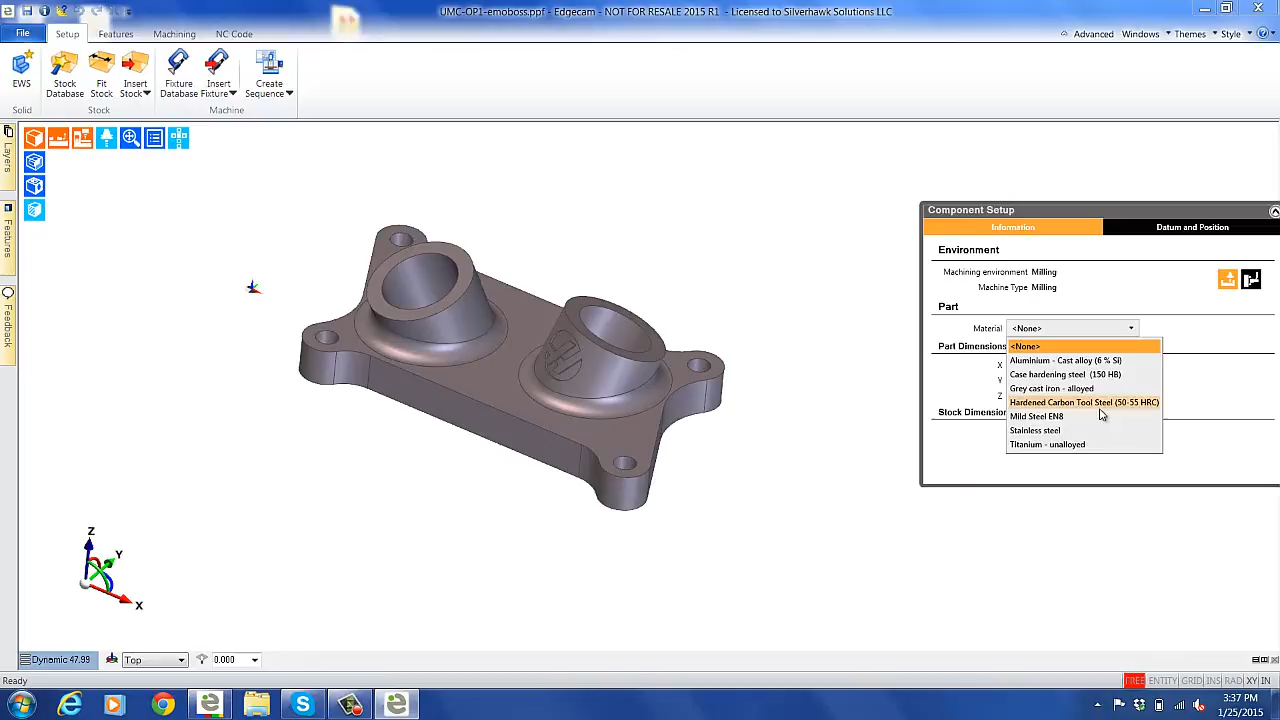 UMC-OP1-emoboss.ppf - Edgecam - NOT FOR RESALE 2015 R1 - Licensed to Silverhawk Solutions LLC
File Setup Features Machining NC Code
Advanced Windows Themes Style
EWS
Stock Database
Fit Stock
Insert Stock
Fixture Database
Insert Fixture
Create Sequence
Solid Stock Machine
Layers
Features
Feedback
Component Setup
Information Datum and Position
Environment
Machining environment Milling
Machine Type Milling
Part
Material <None>
<None>
Part Dimensions
Aluminium - Cast alloy (6 % Si)
X
Case hardening steel (150 HB)
Y
Grey cast iron - alloyed
Z
Hardened Carbon Tool Steel (50-55 HRC)
Stock Dimension
Mild Steel EN8
Stainless steel
Titanium - unalloyed
Z
Y
X
Dynamic 47.99 Top 0.000
Ready
FREE ENTITY GRID INS RAD XY IN
3:37 PM
1/25/2015